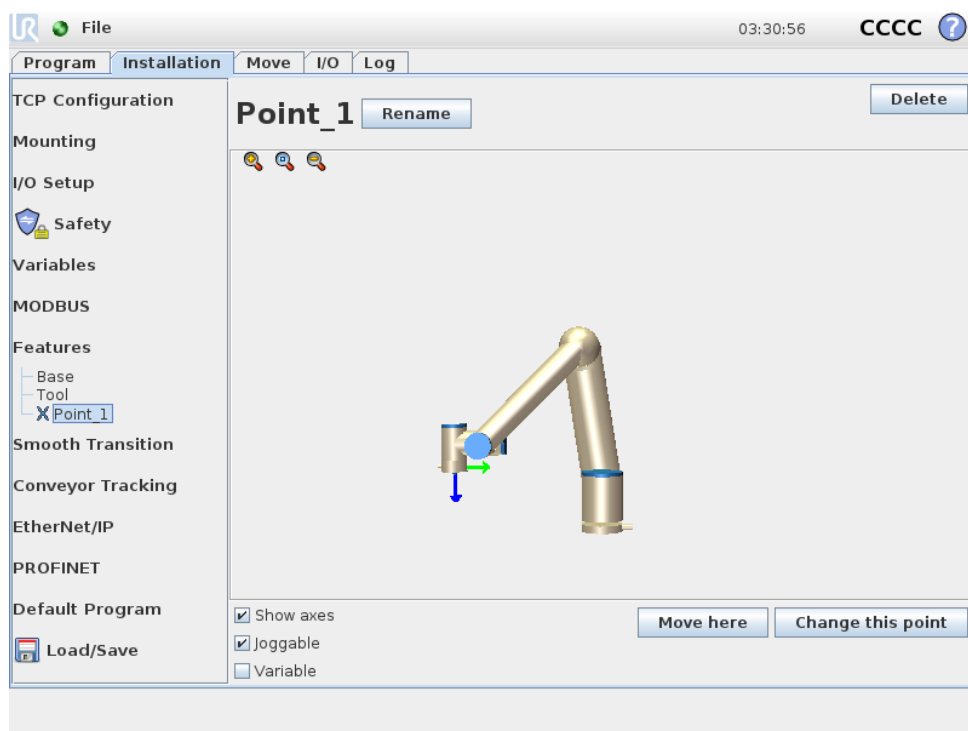 UR File 03:30:56 CCCC ?
Program Installation Move I/O Log
TCP Configuration
Mounting
I/O Setup
Safety
Variables
MODBUS
Features
Base
Tool
Point_1
Smooth Transition
Conveyor Tracking
EtherNet/IP
PROFINET
Default Program
Load/Save
Point_1 Rename Delete
Show axes
Joggable
Variable
Move here Change this point